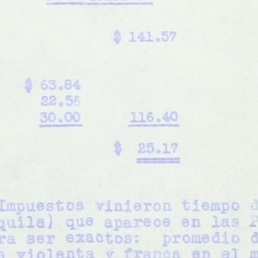 $ 141.57
$ 63.84
22.56
30.00 116.40
$ 25.17
Impuestos vinieron tiempo d
quila) que aparece en las P
ra ser exactos: promedio d
e violenta y franca en el m